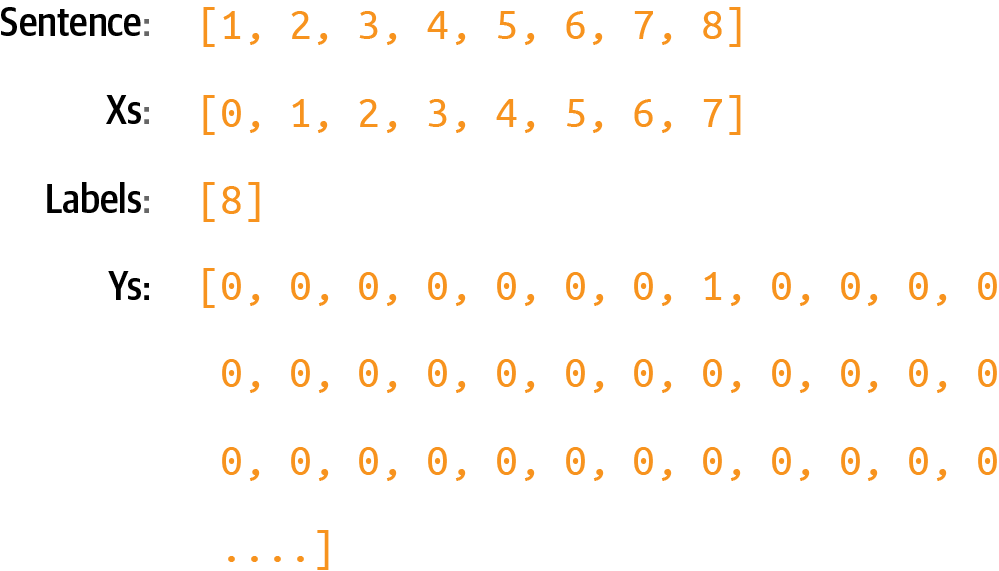 Sentence: [1, 2, 3, 4, 5, 6, 7, 8]
Xs: [0, 1, 2, 3, 4, 5, 6, 7]
Labels: [8]
Ys: [0, 0, 0, 0, 0, 0, 0, 1, 0, 0, 0, 0
0, 0, 0, 0, 0, 0, 0, 0, 0, 0, 0, 0
0, 0, 0, 0, 0, 0, 0, 0, 0, 0, 0, 0
....]